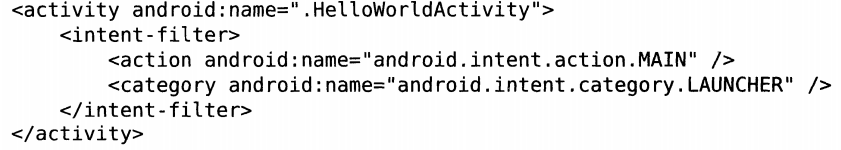 <activity android:name=".HelloWorldActivity">
    <intent-filter>
        <action android:name="android.intent.action.MAIN" />
        <category android:name="android.intent.category.LAUNCHER" />
    </intent-filter>
</activity>